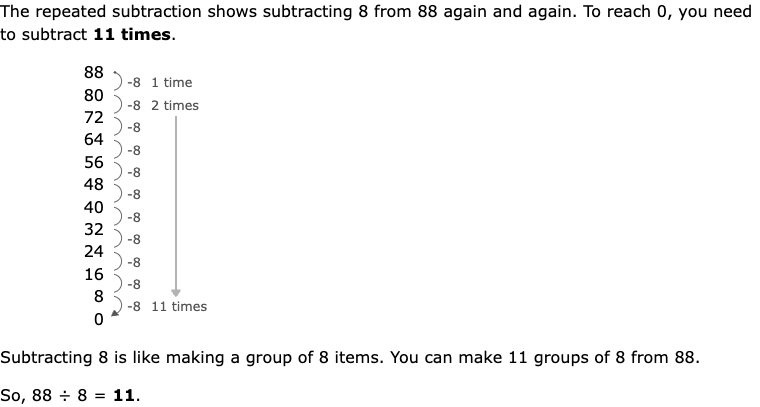 The repeated subtraction shows subtracting 8 from 88 again and again. To reach 0, you need
to subtract 11 times.
88
-8 1 time
80
-8 2 times
72
-8
64
-8
56
-8
48
-8
40
-8
32
-8
24
-8
16
-8
8
-8 11 times
0
Subtracting 8 is like making a group of 8 items. You can make 11 groups of 8 from 88.
So, 88 ÷ 8 = 11.